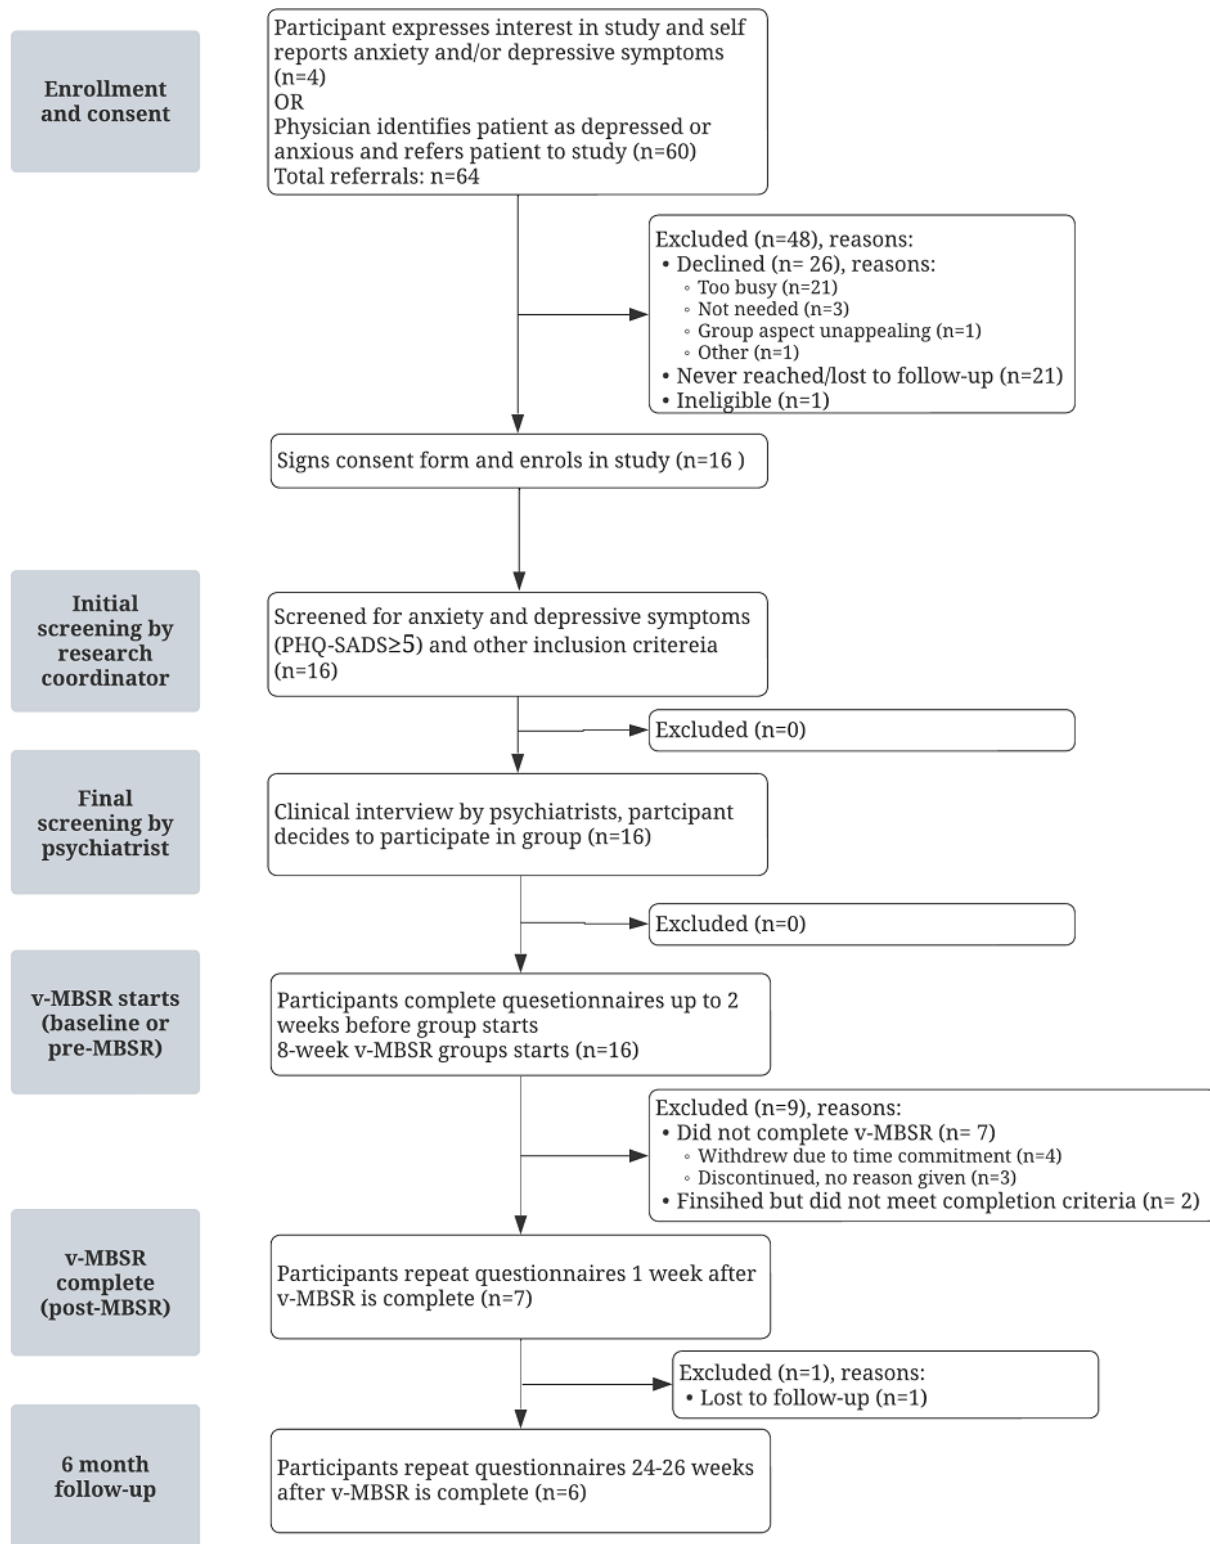 Enrollment
and consent
Participant expresses interest in study and self
reports anxiety and/or depressive symptoms
(n=4)
OR
Physician identifies patient as depressed or
anxious and refers patient to study (n=60)
Total referrals: n=64
Excluded (n=48), reasons:
• Declined (n= 26), reasons:
◦ Too busy (n=21)
◦ Not needed (n=3)
◦ Group aspect unappealing (n=1)
◦ Other (n=1)
• Never reached/lost to follow-up (n=21)
• Ineligible (n=1)
Signs consent form and enrols in study (n=16 )
Initial
screening by
research
coordinator
Screened for anxiety and depressive symptoms
(PHQ-SADS≥5) and other inclusion critereia
(n=16)
Excluded (n=0)
Final
screening by
psychiatrist
Clinical interview by psychiatrists, partcipant
decides to participate in group (n=16)
Excluded (n=0)
v-MBSR starts
(baseline or
pre-MBSR)
Participants complete quesetionnaires up to 2
weeks before group starts
8-week v-MBSR groups starts (n=16)
Excluded (n=9), reasons:
• Did not complete v-MBSR (n= 7)
◦ Withdrew due to time commitment (n=4)
◦ Discontinued, no reason given (n=3)
• Finsihed but did not meet completion criteria (n= 2)
v-MBSR
complete
(post-MBSR)
Participants repeat questionnaires 1 week after
v-MBSR is complete (n=7)
Excluded (n=1), reasons:
• Lost to follow-up (n=1)
6 month
follow-up
Participants repeat questionnaires 24-26 weeks
after v-MBSR is complete (n=6)